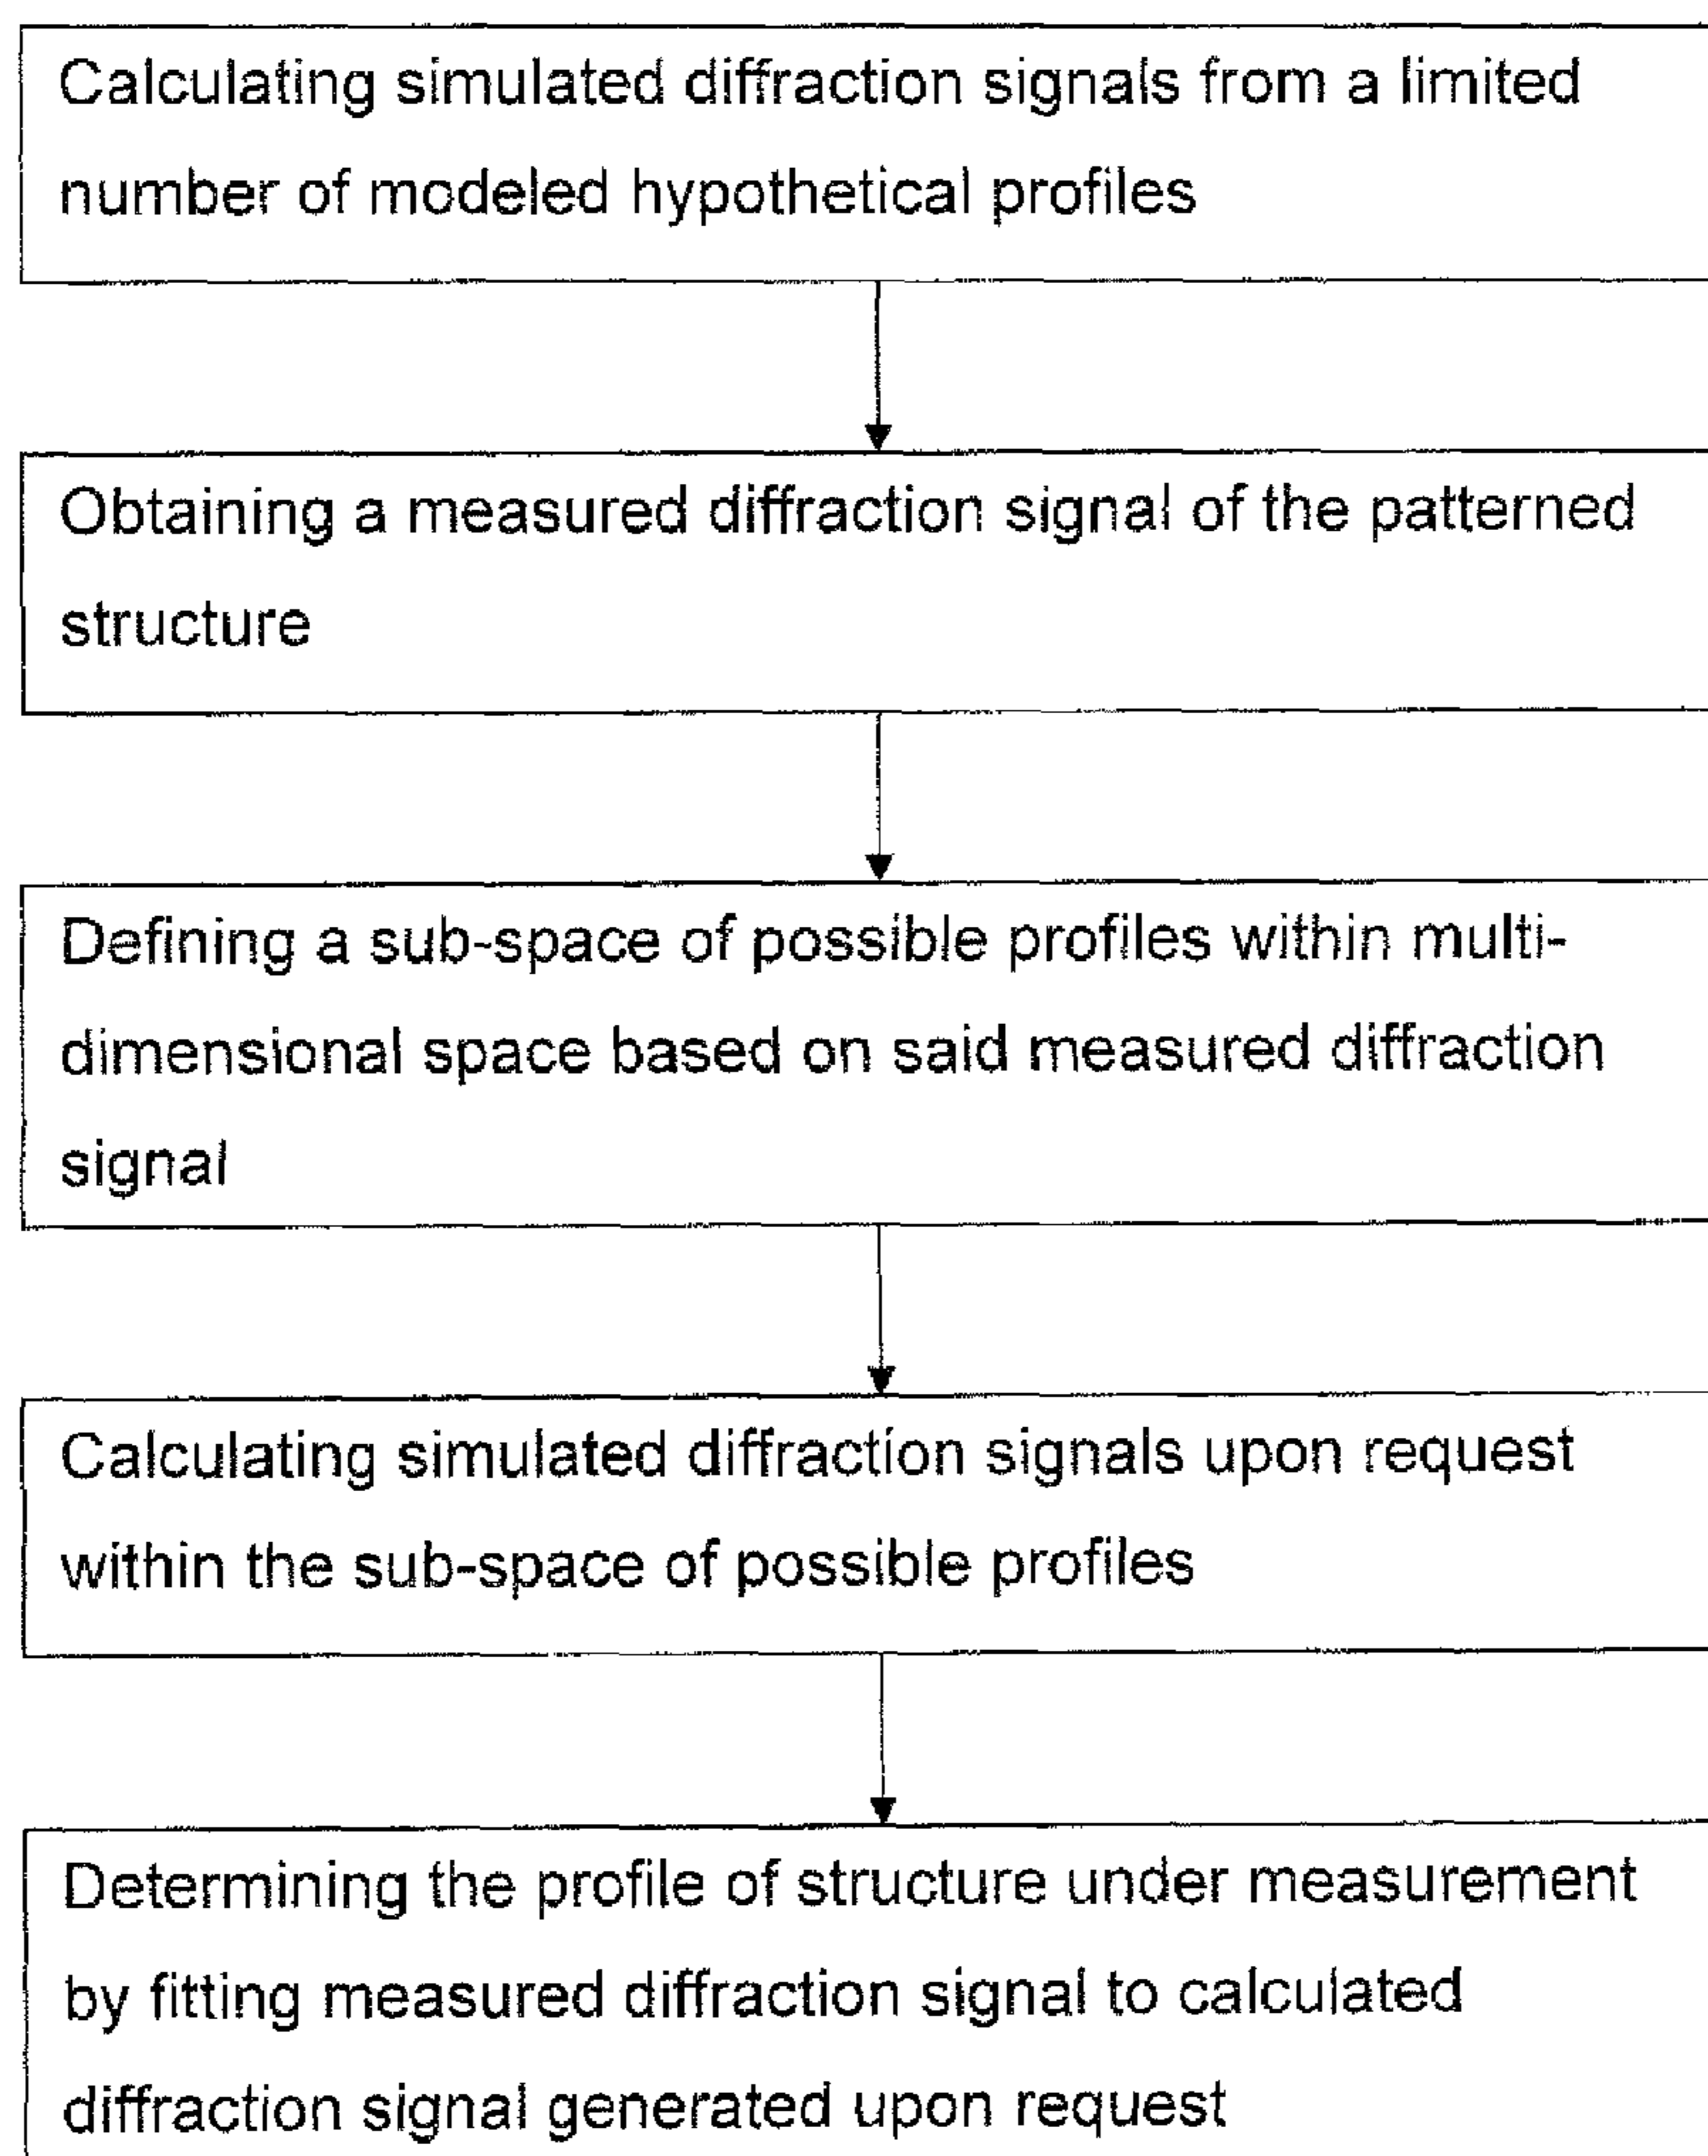 Calculating simulated diffraction signals from a limited
number of modeled hypothetical profiles
Obtaining a measured diffraction signal of the patterned
structure
Defining a sub-space of possible profiles within multi-
dimensional space based on said measured diffraction
signal
Calculating simulated diffraction signals upon request
within the sub-space of possible profiles
Determining the profile of structure under measurement
by fitting measured diffraction signal to calculated
diffraction signal generated upon request